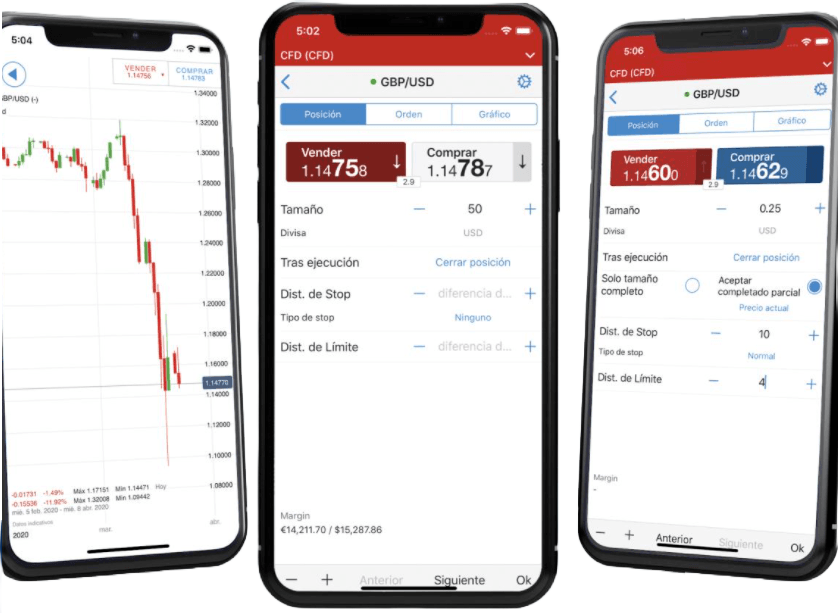 5:04
VENDER
1.14756
COMPRAR
1.14783
GBP/USD (-)
d
1.34000
1.32000
1.30000
1.28000
1.26000
1.24000
1.22000
1.20000
1.18000
1.16000
1.14770
1.14000
1.12000
1.10000
1.08000
-0.01731 -1.49% Máx 1.17151 Mín 1.14471 Hoy
-0.15536 -11.92% Máx 1.32008 Mín 1.09442
mié. 5 feb. 2020 - mié. 8 abr. 2020
Datos indicativos
2020
mar.
abr.
5:02
CFD (CFD)
GBP/USD
Posición Orden Gráfico
Vender
1.14758
Comprar
1.14787
2.9
Tamaño — 50 +
Divisa USD
Tras ejecución Cerrar posición
Dist. de Stop — diferencia d... +
Tipo de stop Ninguno
Dist. de Límite — diferencia d... +
Margin
€14,211.70 / $15,287.86
— + Anterior Siguiente Ok
5:06
CFD (CFD)
GBP/USD
Posición Orden Gráfico
Vender
1.14600
Comprar
1.14629
2.9
Tamaño — 0.25 +
Divisa USD
Tras ejecución Cerrar posición
Solo tamaño
completo
Aceptar
completado parcial
Precio actual
Dist. de Stop — 10 +
Tipo de stop Normal
Dist. de Límite — 4 +
Margin
-
— + Anterior Siguiente Ok